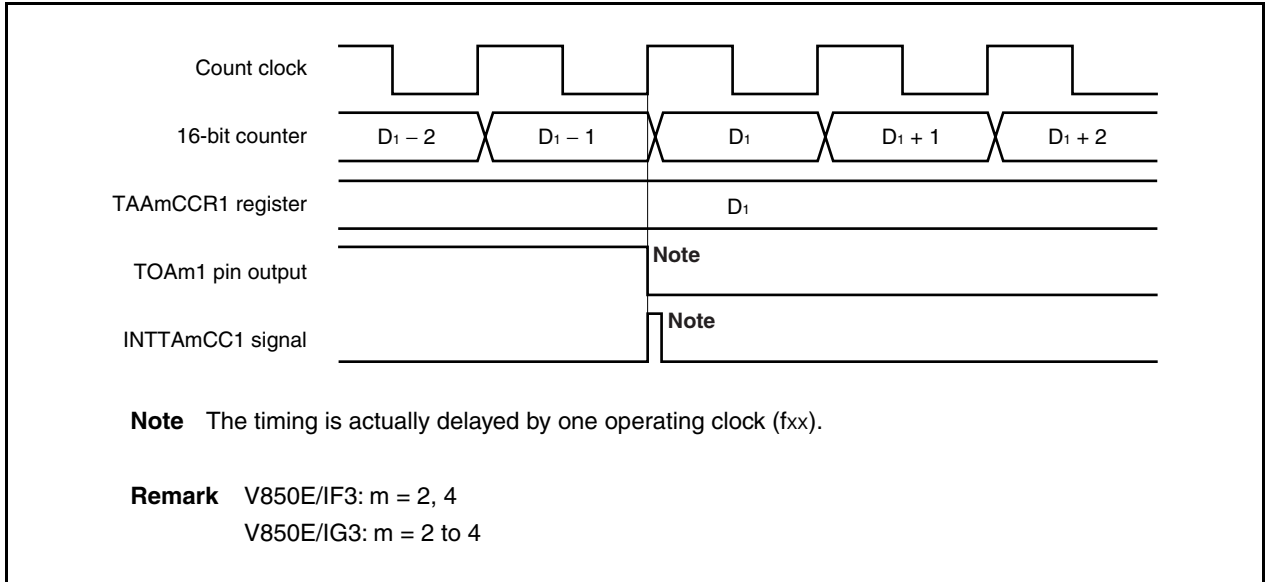 Count clock
16-bit counter D1 − 2 D1 − 1 D1 D1 + 1 D1 + 2
TAAmCCR1 register D1
TOAm1 pin output Note
INTTAmCC1 signal Note
Note The timing is actually delayed by one operating clock (fxx).
Remark V850E/IF3: m = 2, 4
V850E/IG3: m = 2 to 4